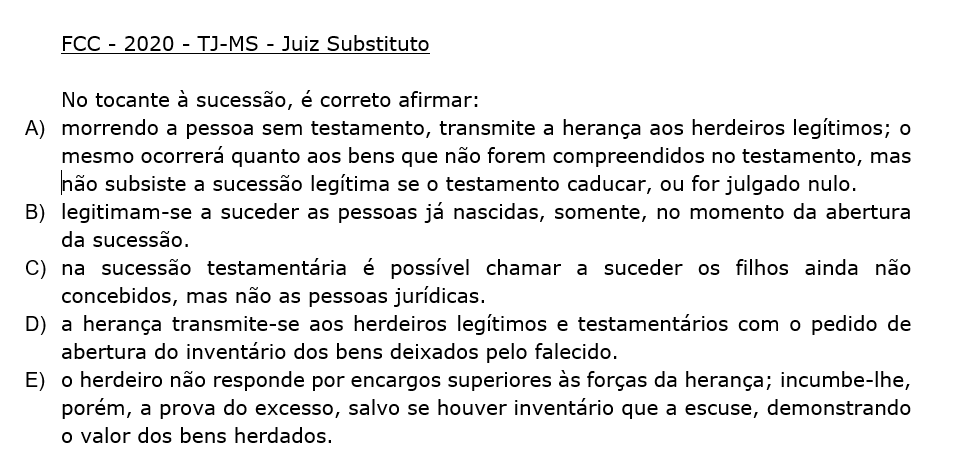 FCC - 2020 - TJ-MS - Juiz Substituto
No tocante à sucessão, é correto afirmar:
A) morrendo a pessoa sem testamento, transmite a herança aos herdeiros legítimos; o
mesmo ocorrerá quanto aos bens que não forem compreendidos no testamento, mas
não subsiste a sucessão legítima se o testamento caducar, ou for julgado nulo.
B) legitimam-se a suceder as pessoas já nascidas, somente, no momento da abertura
da sucessão.
C) na sucessão testamentária é possível chamar a suceder os filhos ainda não
concebidos, mas não as pessoas jurídicas.
D) a herança transmite-se aos herdeiros legítimos e testamentários com o pedido de
abertura do inventário dos bens deixados pelo falecido.
E) o herdeiro não responde por encargos superiores às forças da herança; incumbe-lhe,
porém, a prova do excesso, salvo se houver inventário que a escuse, demonstrando
o valor dos bens herdados.